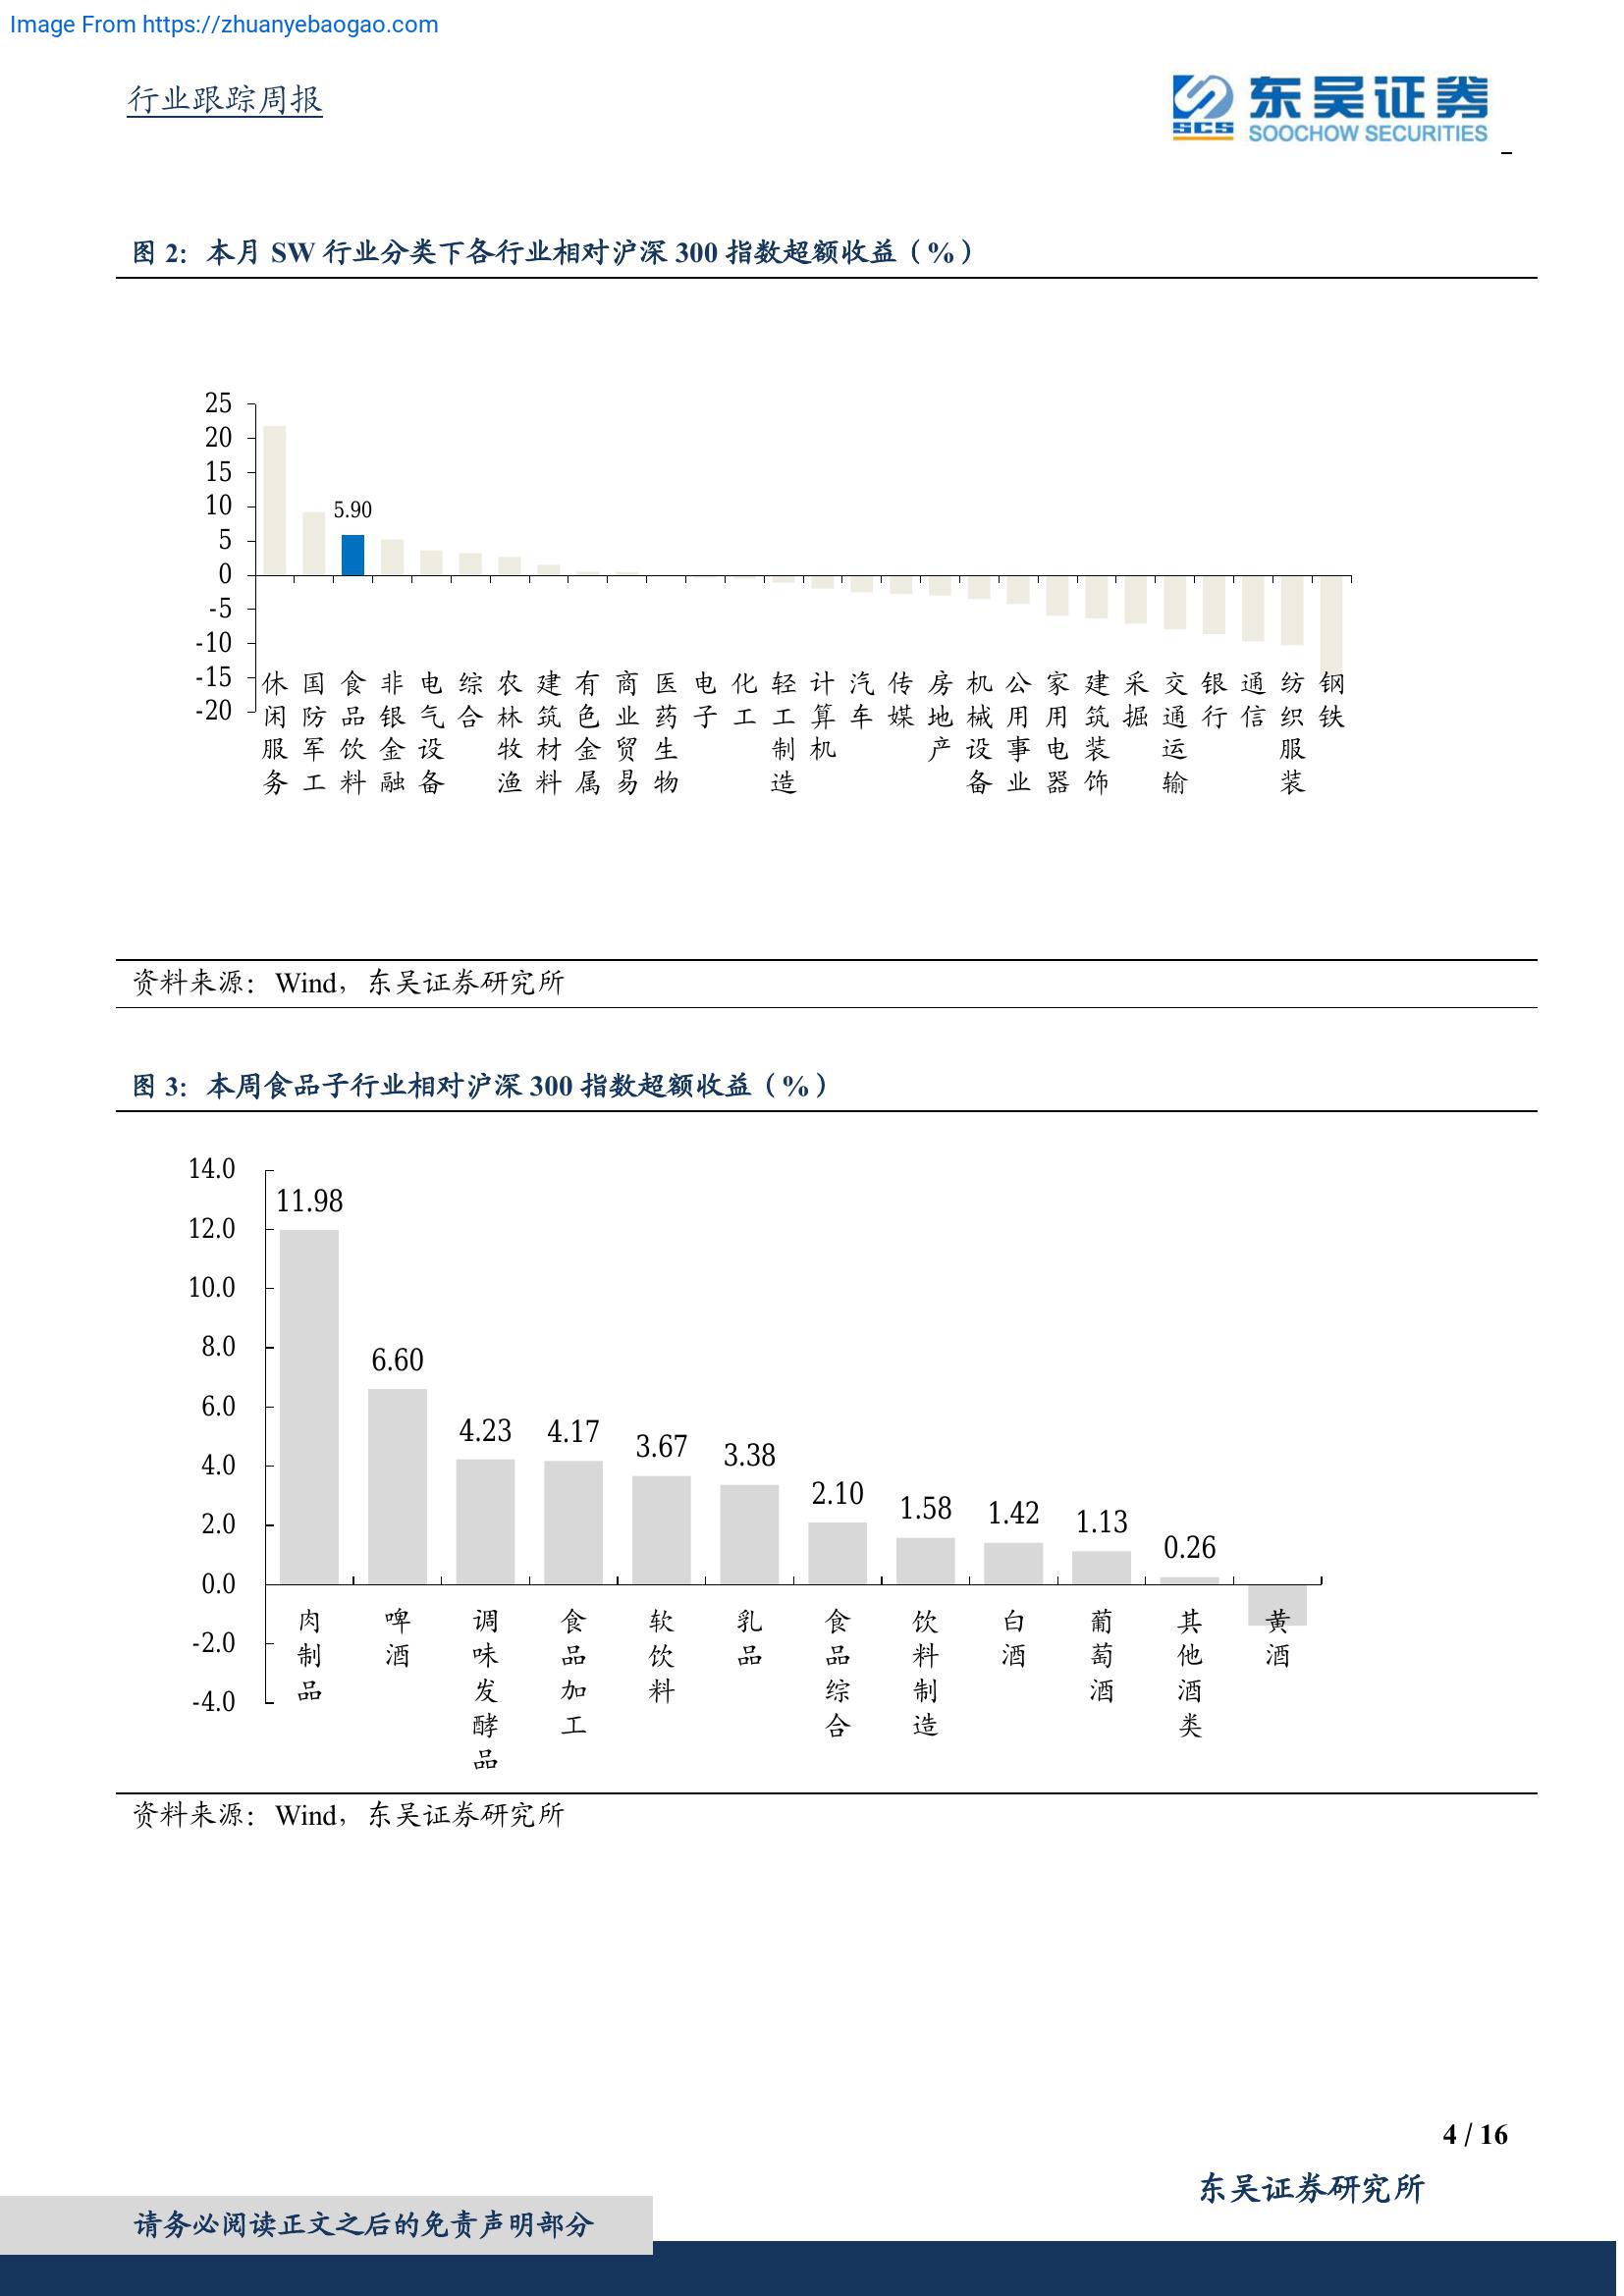 Image From https://zhuanyebaogao.com
行业跟踪周报
SCS
东吴证券
SOOCHOW SECURITIES
图 2：本月 SW 行业分类下各行业相对沪深 300 指数超额收益（%）
25
20
15
10
5
0
-5
-10
-15
-20
5.90
休闲服务
国防军工
食品饮料
非银金融
电气设备
综合
农林牧渔
建筑材料
有色金属
商业贸易
医药生物
电子
化工
轻工制造
计算机
汽车
传媒
房地产
机械设备
公用事业
家用电器
建筑装饰
采掘
交通运输
银行
通信
纺织服装
钢铁
资料来源：Wind，东吴证券研究所
图 3：本周食品子行业相对沪深 300 指数超额收益（%）
14.0
12.0
10.0
8.0
6.0
4.0
2.0
0.0
-2.0
-4.0
11.98
6.60
4.23
4.17
3.67
3.38
2.10
1.58
1.42
1.13
0.26
肉制品
啤酒
调味发酵品
食品加工
软饮料
乳品
食品综合
饮料制造
白酒
葡萄酒
其他酒类
黄酒
资料来源：Wind，东吴证券研究所
4 / 16
东吴证券研究所
请务必阅读正文之后的免责声明部分